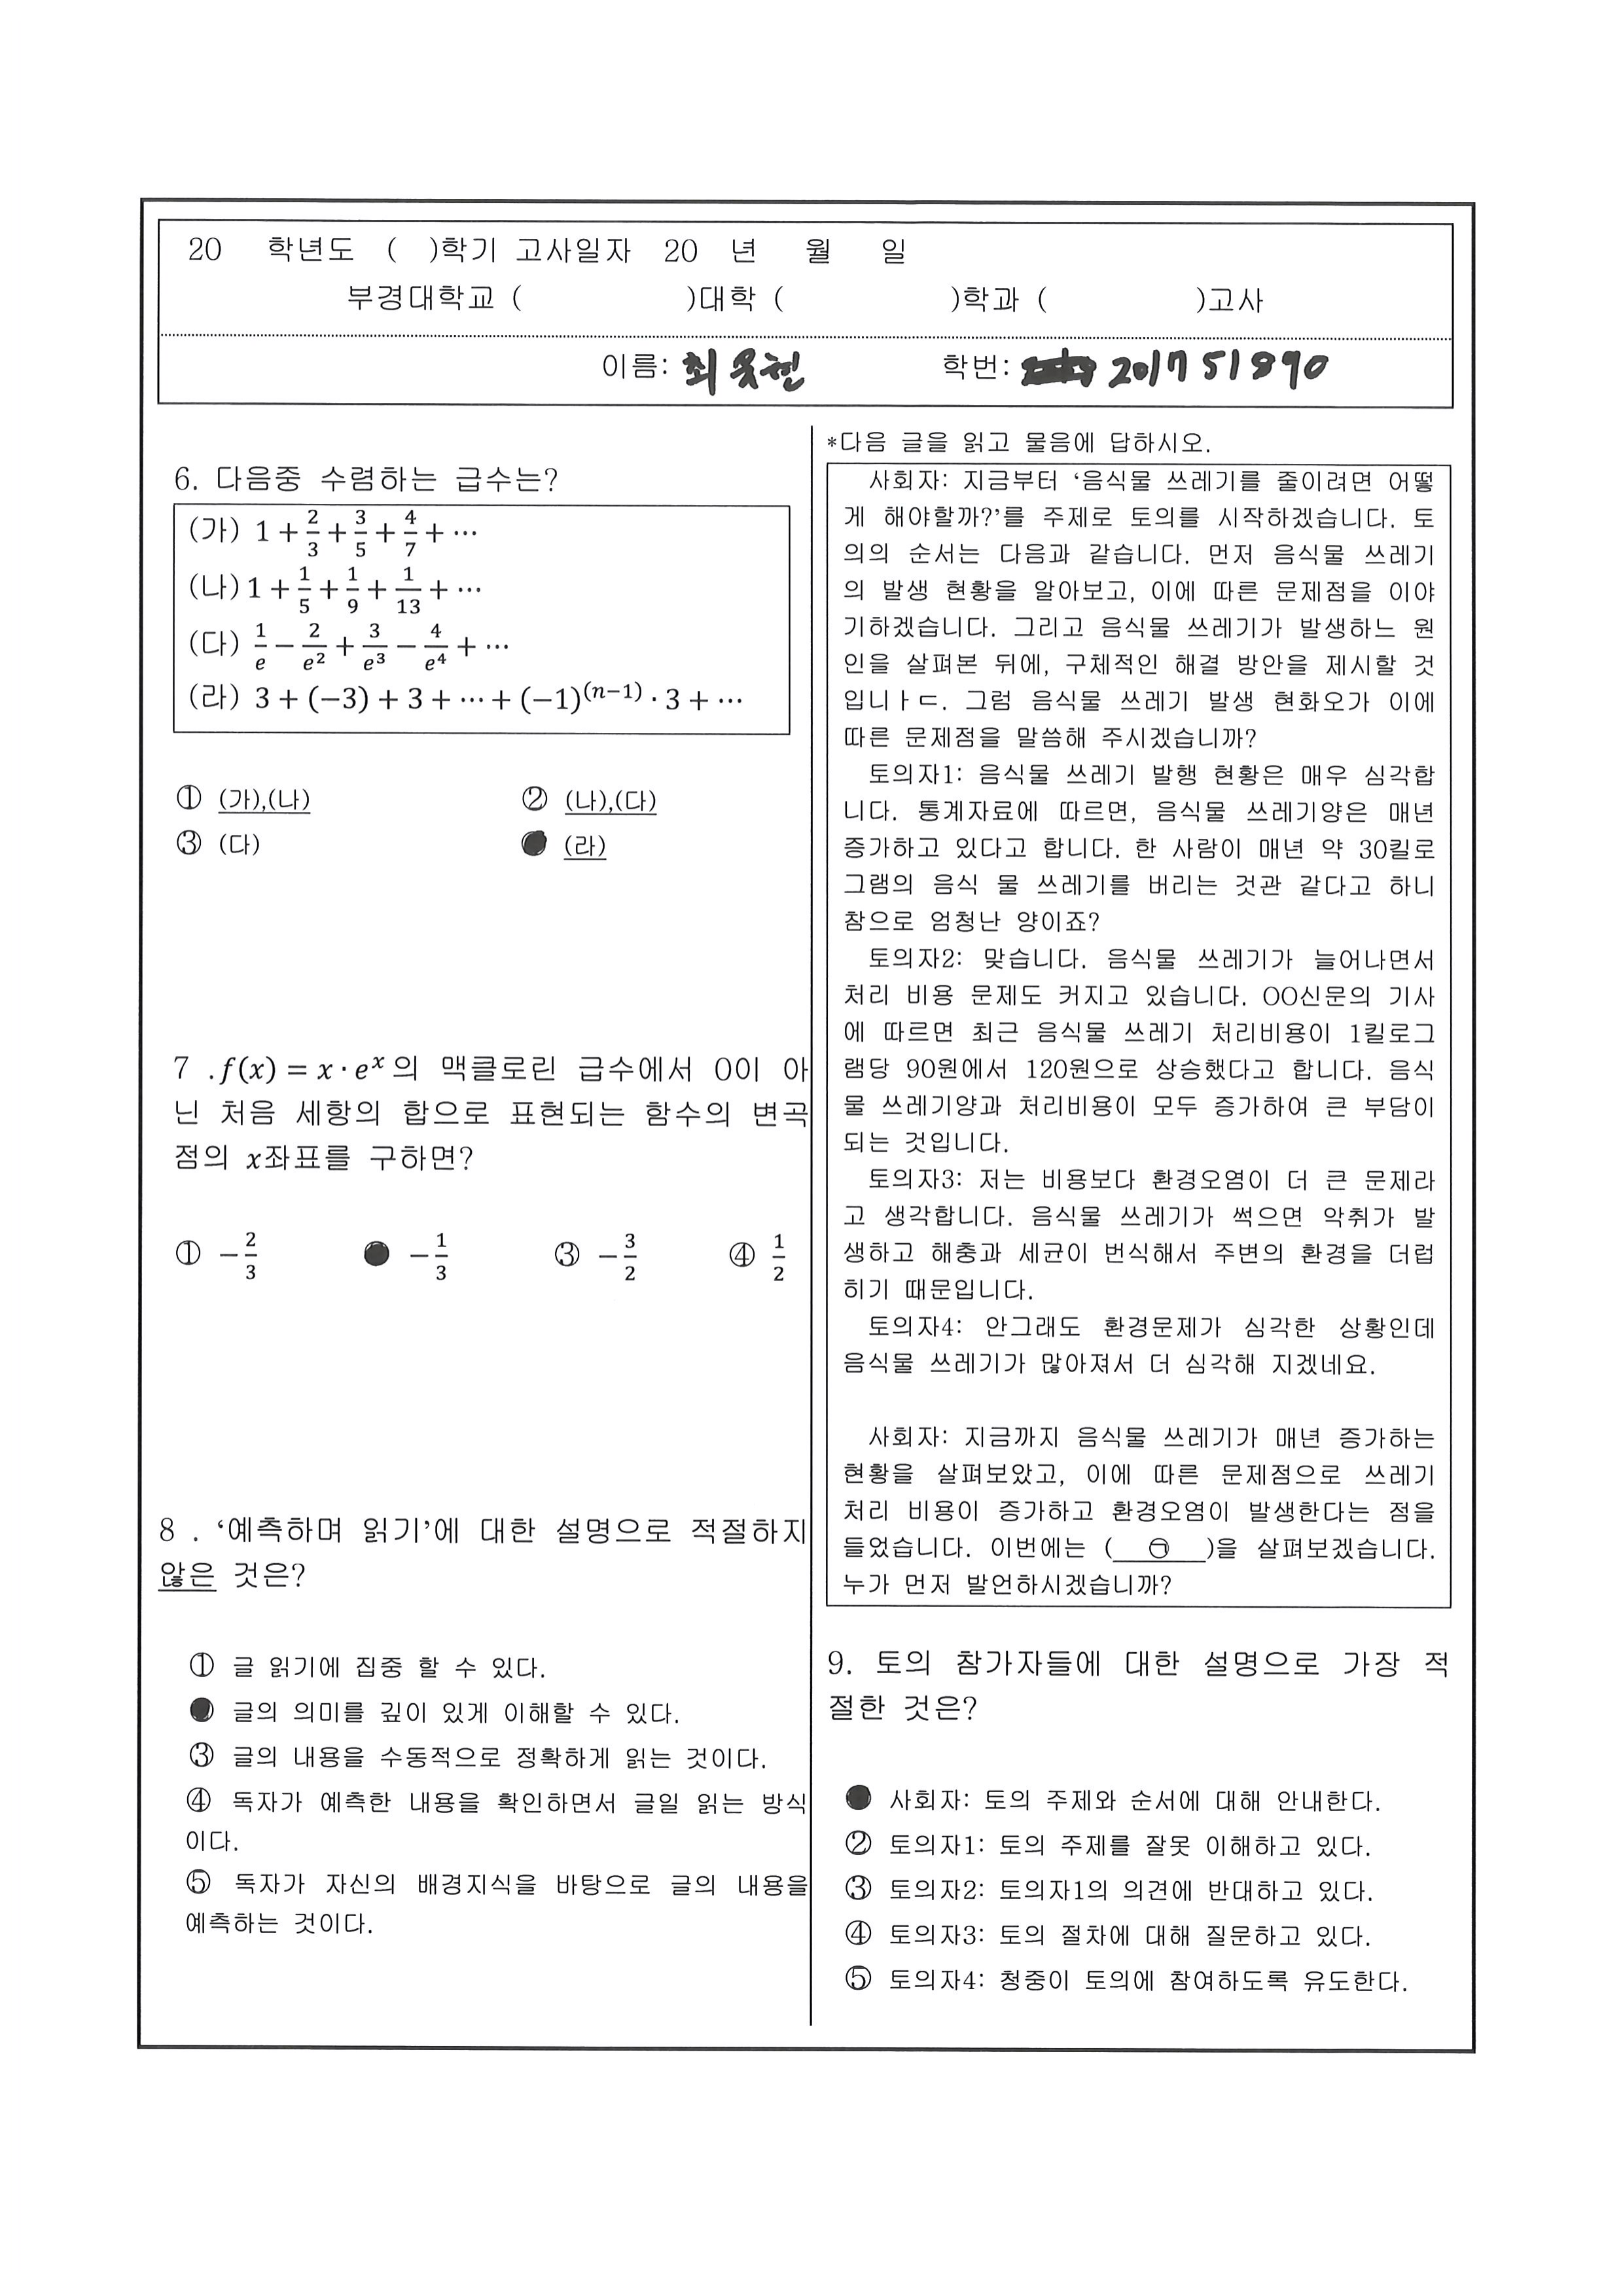 20 학년도 ( )학기 고사일자 20 년 월 일
부경대학교 ( )대학 ( )학과 ( )고사
이름: 최옷현 학번: 201751890
6. 다음중 수렴하는 급수는?
(가) 1 + 2/3 + 3/5 + 4/7 + ⋯
(나) 1 + 1/5 + 1/9 + 1/13 + ⋯
(다) 1/e − 2/e² + 3/e³ − 4/e⁴ + ⋯
(라) 3 + (−3) + 3 + ⋯ + (−1)^(n−1) · 3 + ⋯
① (가),(나) ② (나),(다)
③ (다) ● (라)
7 .f(x) = x · eˣ의 맥클로린 급수에서 0이 아
닌 처음 세항의 합으로 표현되는 함수의 변곡
점의 x좌표를 구하면?
① −2/3 ● −1/3 ③ −3/2 ④ 1/2
8 . ‘예측하며 읽기’에 대한 설명으로 적절하지
않은 것은?
① 글 읽기에 집중 할 수 있다.
● 글의 의미를 깊이 있게 이해할 수 있다.
③ 글의 내용을 수동적으로 정확하게 읽는 것이다.
④ 독자가 예측한 내용을 확인하면서 글일 읽는 방식
이다.
⑤ 독자가 자신의 배경지식을 바탕으로 글의 내용을
예측하는 것이다.
*다음 글을 읽고 물음에 답하시오.
사회자: 지금부터 ‘음식물 쓰레기를 줄이려면 어떻
게 해야할까?’를 주제로 토의를 시작하겠습니다. 토
의의 순서는 다음과 같습니다. 먼저 음식물 쓰레기
의 발생 현황을 알아보고, 이에 따른 문제점을 이야
기하겠습니다. 그리고 음식물 쓰레기가 발생하느 원
인을 살펴본 뒤에, 구체적인 해결 방안을 제시할 것
입니ㅏㄷ. 그럼 음식물 쓰레기 발생 현화오가 이에
따른 문제점을 말씀해 주시겠습니까?
토의자1: 음식물 쓰레기 발행 현황은 매우 심각합
니다. 통계자료에 따르면, 음식물 쓰레기양은 매년
증가하고 있다고 합니다. 한 사람이 매년 약 30킬로
그램의 음식 물 쓰레기를 버리는 것관 같다고 하니
참으로 엄청난 양이죠?
토의자2: 맞습니다. 음식물 쓰레기가 늘어나면서
처리 비용 문제도 커지고 있습니다. OO신문의 기사
에 따르면 최근 음식물 쓰레기 처리비용이 1킬로그
램당 90원에서 120원으로 상승했다고 합니다. 음식
물 쓰레기양과 처리비용이 모두 증가하여 큰 부담이
되는 것입니다.
토의자3: 저는 비용보다 환경오염이 더 큰 문제라
고 생각합니다. 음식물 쓰레기가 썩으면 악취가 발
생하고 해충과 세균이 번식해서 주변의 환경을 더럽
히기 때문입니다.
토의자4: 안그래도 환경문제가 심각한 상황인데
음식물 쓰레기가 많아져서 더 심각해 지겠네요.
사회자: 지금까지 음식물 쓰레기가 매년 증가하는
현황을 살펴보았고, 이에 따른 문제점으로 쓰레기
처리 비용이 증가하고 환경오염이 발생한다는 점을
들었습니다. 이번에는 ( ㉠ )을 살펴보겠습니다.
누가 먼저 발언하시겠습니까?
9. 토의 참가자들에 대한 설명으로 가장 적
절한 것은?
● 사회자: 토의 주제와 순서에 대해 안내한다.
② 토의자1: 토의 주제를 잘못 이해하고 있다.
③ 토의자2: 토의자1의 의견에 반대하고 있다.
④ 토의자3: 토의 절차에 대해 질문하고 있다.
⑤ 토의자4: 청중이 토의에 참여하도록 유도한다.